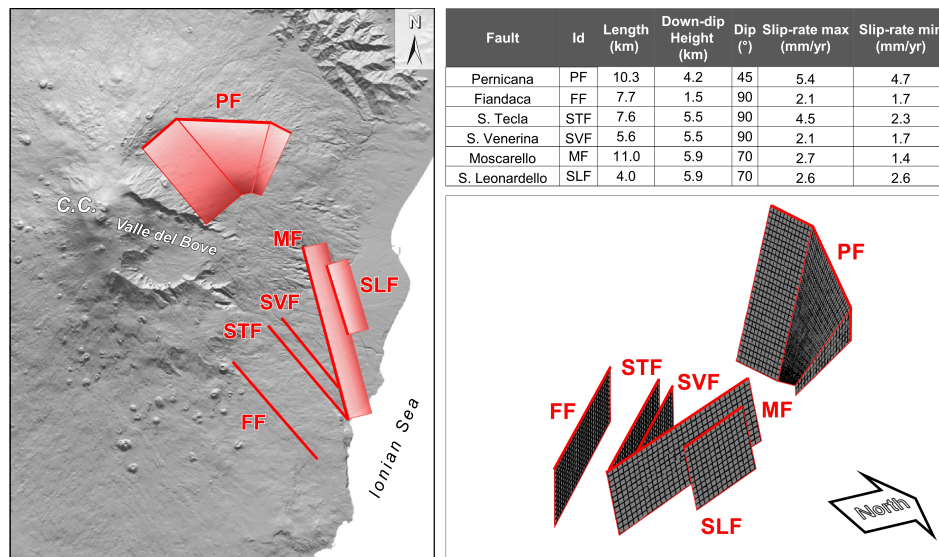 N
PF
C.C.
Valle del Bove
MF
SLF
SVF
STF
FF
Ionian Sea
Fault Id Length (km) Down-dip Height (km) Dip (°) Slip-rate max (mm/yr) Slip-rate min (mm/yr)
Pernicana PF 10.3 4.2 45 5.4 4.7
Fiandaca FF 7.7 1.5 90 2.1 1.7
S. Tecla STF 7.6 5.5 90 4.5 2.3
S. Venerina SVF 5.6 5.5 90 2.1 1.7
Moscarello MF 11.0 5.9 70 2.7 1.4
S. Leonardello SLF 4.0 5.9 70 2.6 2.6
PF
STF
SVF
FF
MF
SLF
North